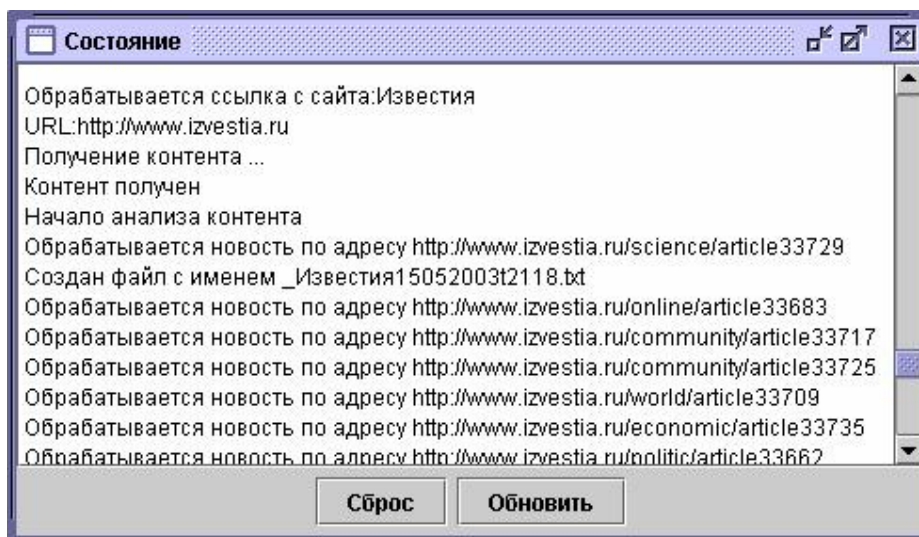 Состояние
Обрабатывается ссылка с сайта:Известия
URL:http://www.izvestia.ru
Получение контента ...
Контент получен
Начало анализа контента
Обрабатывается новость по адресу http://www.izvestia.ru/science/article33729
Создан файл с именем _Известия15052003t2118.txt
Обрабатывается новость по адресу http://www.izvestia.ru/online/article33683
Обрабатывается новость по адресу http://www.izvestia.ru/community/article33717
Обрабатывается новость по адресу http://www.izvestia.ru/community/article33725
Обрабатывается новость по адресу http://www.izvestia.ru/world/article33709
Обрабатывается новость по адресу http://www.izvestia.ru/economic/article33735
Обрабатывается новость по адресу http://www.izvestia.ru/politic/article33662
Сброс Обновить